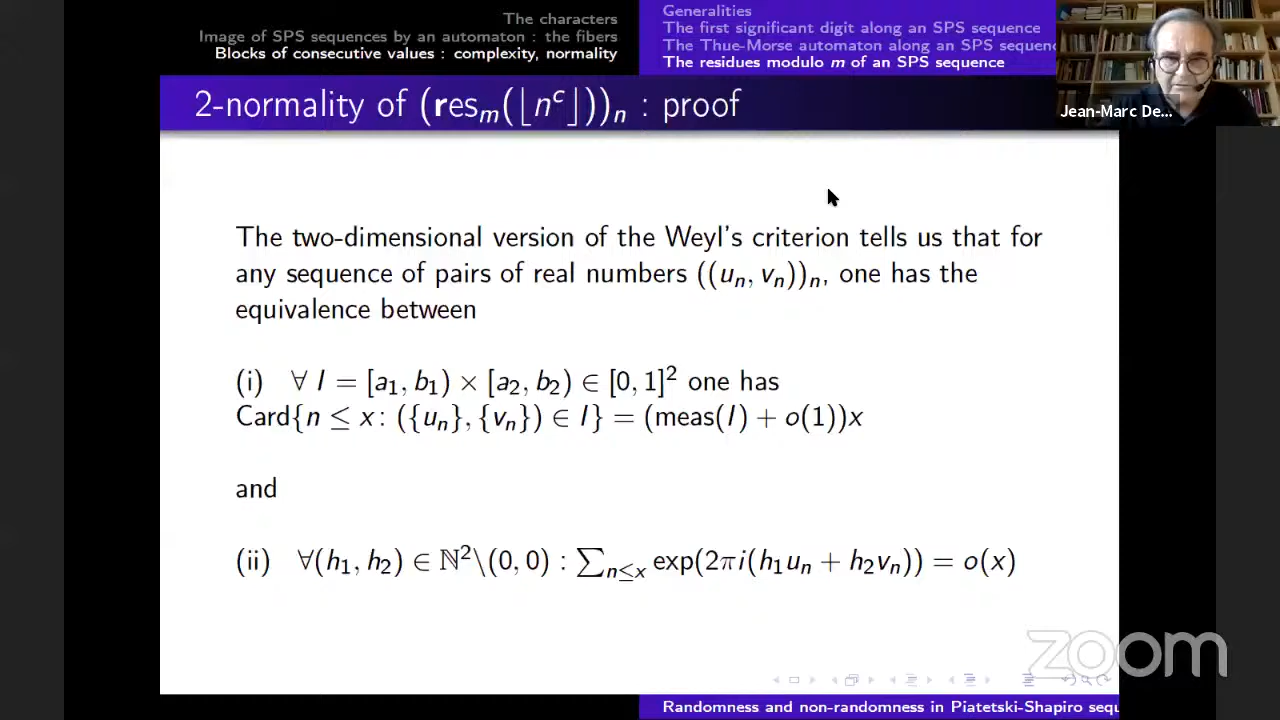 The characters
Image of SPS sequences by an automaton : the fibers
Blocks of consecutive values : complexity, normality
Generalities
The first significant digit along an SPS sequence
The Thue-Morse automaton along an SPS sequenc
The residues modulo m of an SPS sequence
Jean-Marc De...
2-normality of (res_m(⌊n^c⌋))_n : proof
The two-dimensional version of the Weyl's criterion tells us that for
any sequence of pairs of real numbers ((u_n, v_n))_n, one has the
equivalence between
(i) ∀ I = [a_1, b_1) × [a_2, b_2) ∈ [0, 1]^2 one has
Card{n ≤ x: ({u_n}, {v_n}) ∈ I} = (meas(I) + o(1))x
and
(ii) ∀(h_1, h_2) ∈ ℕ^2\(0, 0) : ∑_{n≤x} exp(2πi(h_1u_n + h_2v_n)) = o(x)
zoom
Randomness and non-randomness in Piatetski-Shapiro sequ